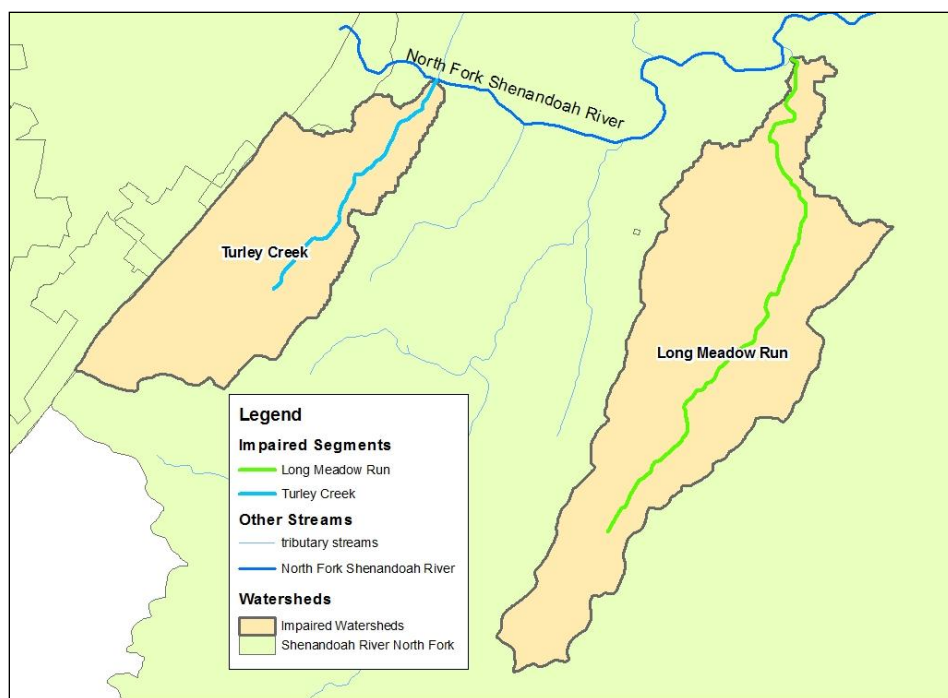 North Fork Shenandoah River
Turley Creek
Long Meadow Run
Legend
Impaired Segments
Long Meadow Run
Turley Creek
Other Streams
tributary streams
North Fork Shenandoah River
Watersheds
Impaired Watersheds
Shenandoah River North Fork